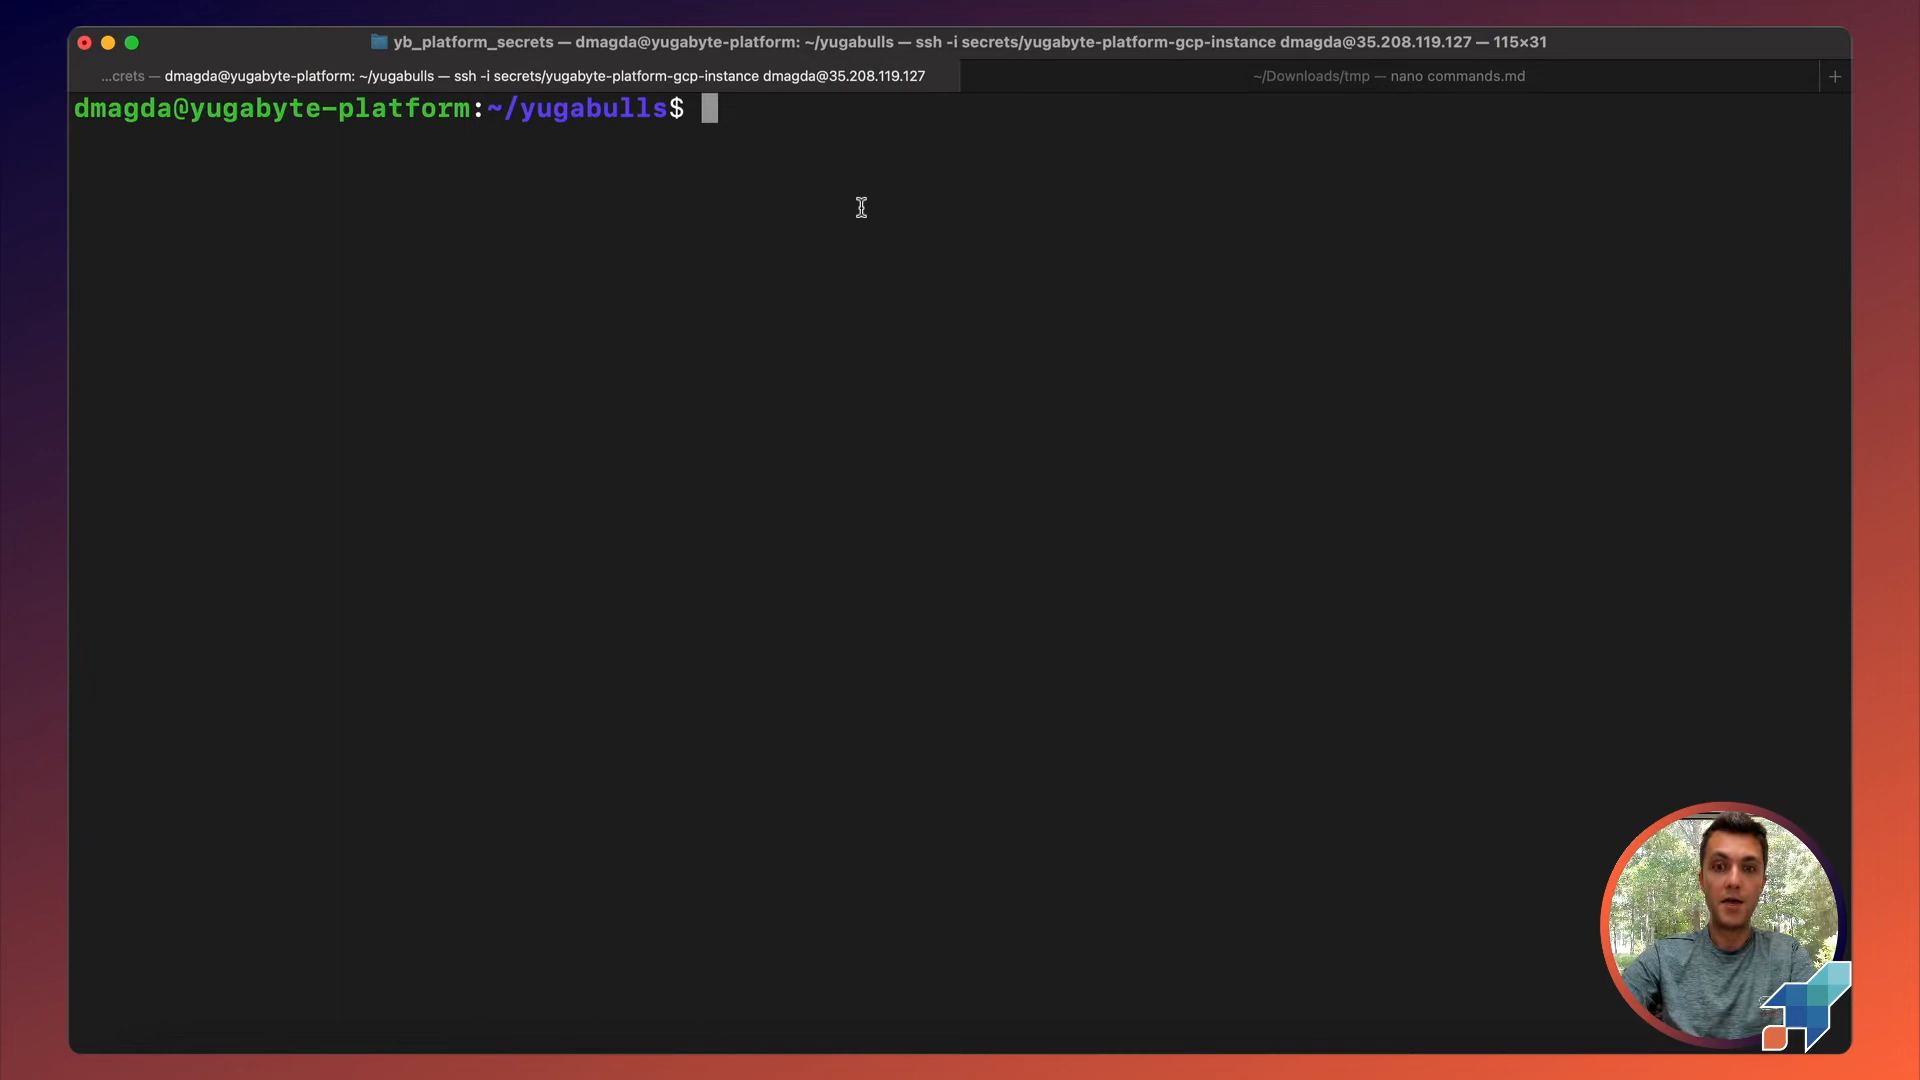 yb_platform_secrets — dmagda@yugabyte-platform: ~/yugabulls — ssh -i secrets/yugabyte-platform-gcp-instance dmagda@35.208.119.127 — 115×31
...crets — dmagda@yugabyte-platform: ~/yugabulls — ssh -i secrets/yugabyte-platform-gcp-instance dmagda@35.208.119.127
~/Downloads/tmp — nano commands.md
+
dmagda@yugabyte-platform:~/yugabulls$